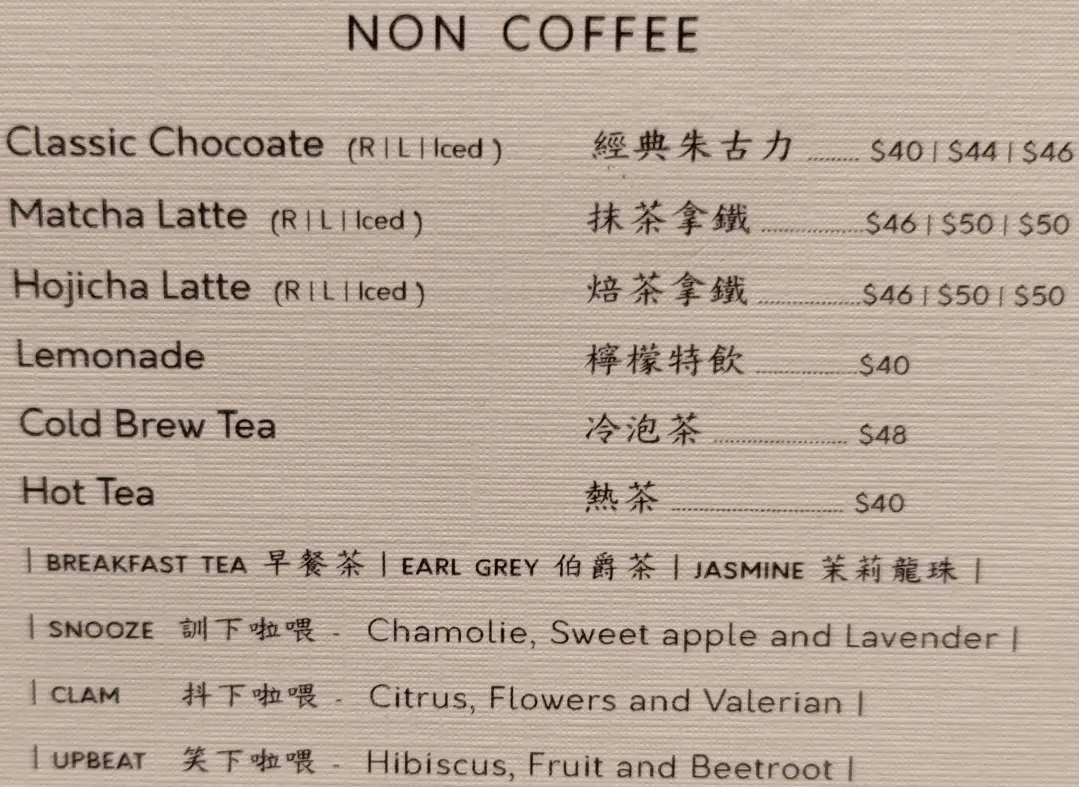 NON COFFEE
Classic Chocoate (R | L | Iced ) 經典朱古力 ......... $40 | $44 | $46
Matcha Latte (R | L | Iced ) 抹茶拿鐵 .................. $46 | $50 | $50
Hojicha Latte (R | L | Iced ) 焙茶拿鐵 .................. $46 | $50 | $50
Lemonade 檸檬特飲 .................. $40
Cold Brew Tea 冷泡茶 ........................ $48
Hot Tea 熱茶 .............................. $40
| BREAKFAST TEA 早餐茶 | EARL GREY 伯爵茶 | JASMINE 茉莉龍珠 |
| SNOOZE 訓下啦喂 - Chamolie, Sweet apple and Lavender |
| CLAM 抖下啦喂 - Citrus, Flowers and Valerian |
| UPBEAT 笑下啦喂 - Hibiscus, Fruit and Beetroot |